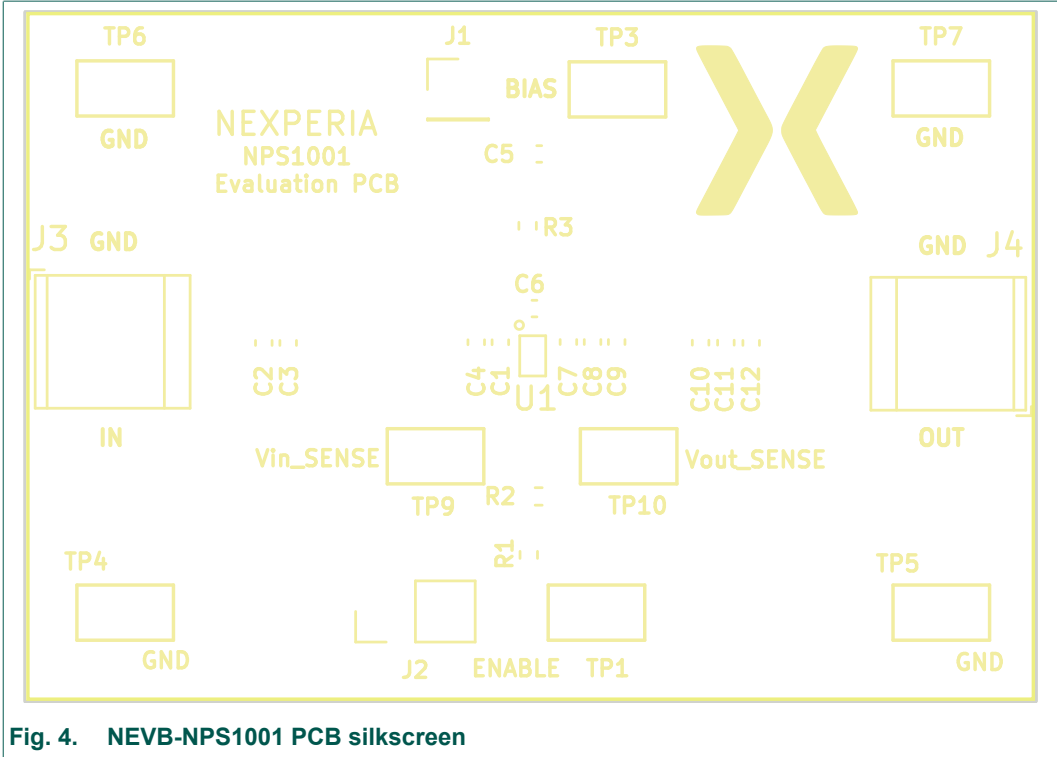 TP6
J1
TP3
TP7
BIAS
GND
NEXPERIA
GND
NPS1001
C5
Evaluation PCB
R3
J3
GND
GND
J4
C6
C2
C3
C4
C1
C7
C8
C9
C10
C11
C12
U1
IN
OUT
Vin_SENSE
Vout_SENSE
R2
TP9
TP10
R1
TP4
TP5
GND
J2
ENABLE
TP1
GND
Fig. 4. NEVB-NPS1001 PCB silkscreen